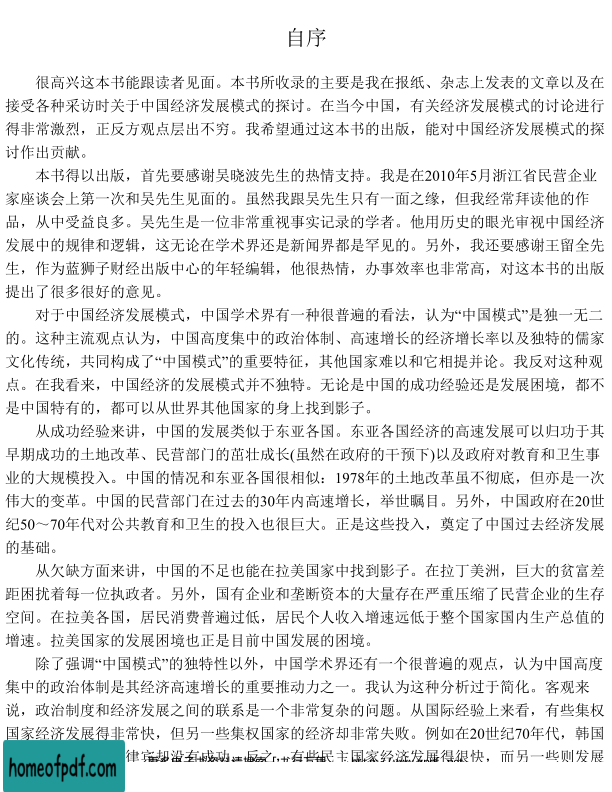 自序
很高兴这本书能跟读者见面。本书所收录的主要是我在报纸、杂志上发表的文章以及在
接受各种采访时关于中国经济发展模式的探讨。在当今中国，有关经济发展模式的讨论进行
得非常激烈，正反方观点层出不穷。我希望通过这本书的出版，能对中国经济发展模式的探
讨作出贡献。
本书得以出版，首先要感谢吴晓波先生的热情支持。我是在2010年5月浙江省民营企业
家座谈会上第一次和吴先生见面的。虽然我跟吴先生只有一面之缘，但我经常拜读他的作
品，从中受益良多。吴先生是一位非常重视事实记录的学者。他用历史的眼光审视中国经济
发展中的规律和逻辑，这无论在学术界还是新闻界都是罕见的。另外，我还要感谢王留全先
生，作为蓝狮子财经出版中心的年轻编辑，他很热情，办事效率也非常高，对这本书的出版
提出了很多很好的意见。
对于中国经济发展模式，中国学术界有一种很普遍的看法，认为“中国模式”是独一无二
的。这种主流观点认为，中国高度集中的政治体制、高速增长的经济增长率以及独特的儒家
文化传统，共同构成了“中国模式”的重要特征，其他国家难以和它相提并论。我反对这种观
点。在我看来，中国经济的发展模式并不独特。无论是中国的成功经验还是发展困境，都不
是中国特有的，都可以从世界其他国家的身上找到影子。
从成功经验来讲，中国的发展类似于东亚各国。东亚各国经济的高速发展可以归功于其
早期成功的土地改革、民营部门的茁壮成长(虽然在政府的干预下)以及政府对教育和卫生事
业的大规模投入。中国的情况和东亚各国很相似：1978年的土地改革虽不彻底，但亦是一次
伟大的变革。中国的民营部门在过去的30年内高速增长，举世瞩目。另外，中国政府在20世
纪50～70年代对公共教育和卫生的投入也很巨大。正是这些投入，奠定了中国过去经济发展
的基础。
从欠缺方面来讲，中国的不足也能在拉美国家中找到影子。在拉丁美洲，巨大的贫富差
距困扰着每一位执政者。另外，国有企业和垄断资本的大量存在严重压缩了民营企业的生存
空间。在拉美各国，居民消费普遍过低，居民个人收入增速远低于整个国家国内生产总值的
增速。拉美国家的发展困境也正是目前中国发展的困境。
除了强调“中国模式”的独特性以外，中国学术界还有一个很普遍的观点，认为中国高度
集中的政治体制是其经济高速增长的重要推动力之一。我认为这种分析过于简化。客观来
说，政治制度和经济发展之间的联系是一个非常复杂的问题。从国际经验上来看，有些集权
国家经济发展得非常快，但另一些集权国家的经济却非常失败。例如在20世纪70年代，韩国
律宾却没有成功。反之，有些民主国家经济发展得很快，而另一些则发展
homeofpdf.com